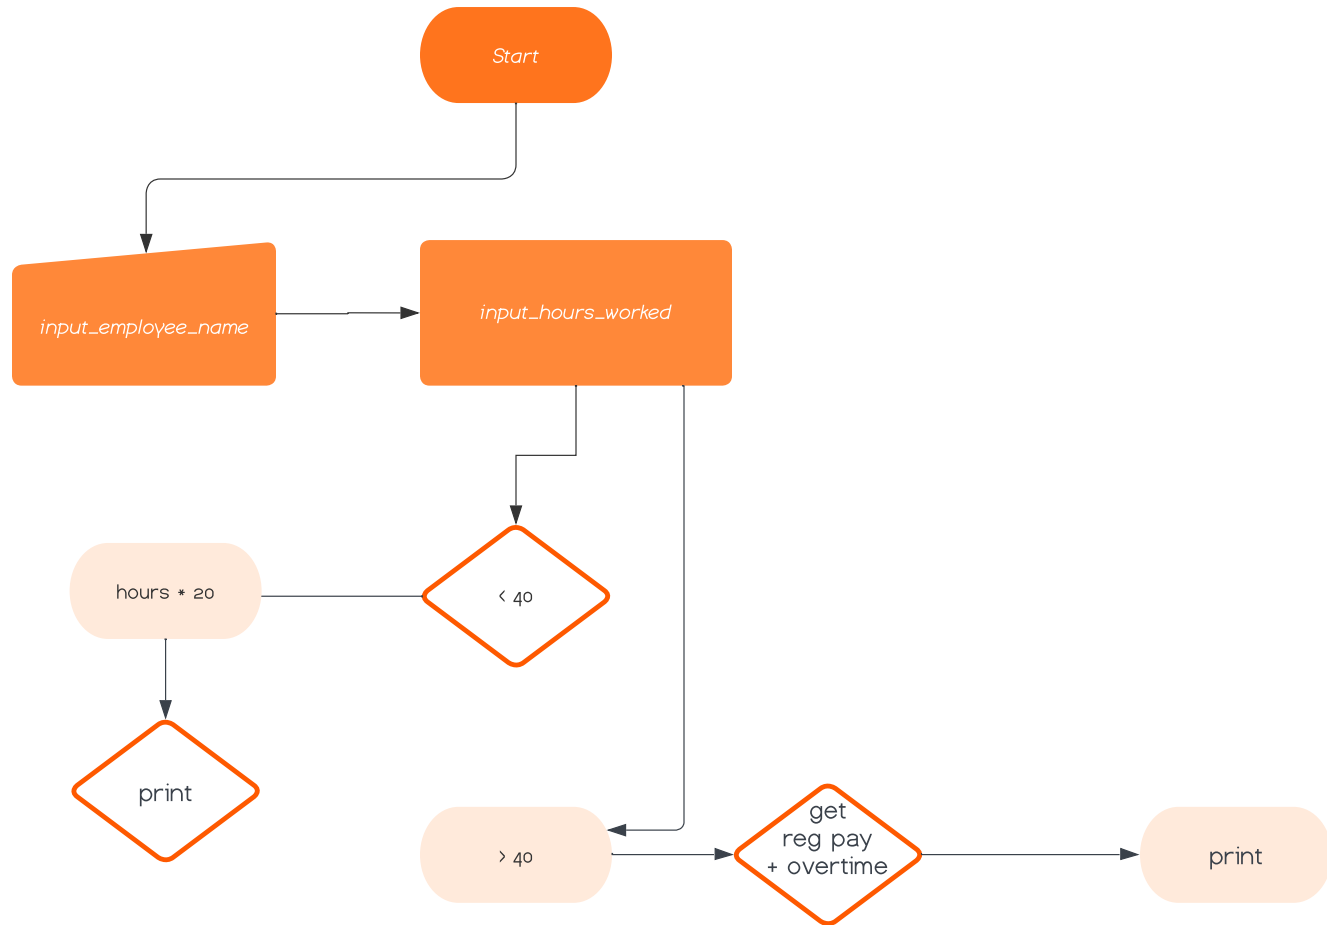 Start
input_employee_name
input_hours_worked
< 40
hours * 20
print
> 40
get
reg pay
+ overtime
print